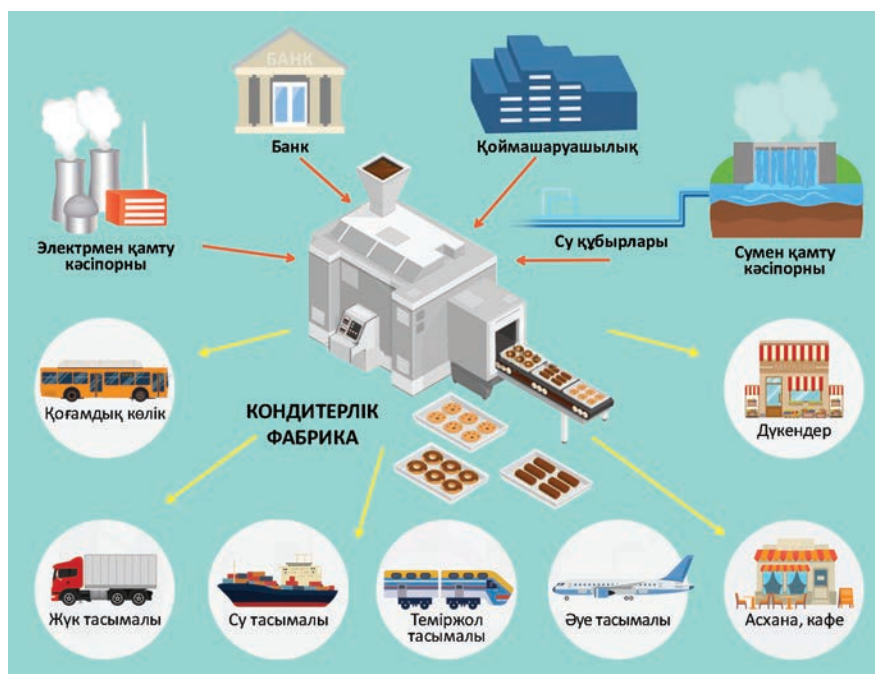 БАНК
Банк
Қоймашаруашылық
Электрмен қамту
кәсіпорны
Су құбырлары
Сумен қамту
кәсіпорны
Қоғамдық көлік
КОНДИТЕРЛІК
ФАБРИКА
Дүкендер
Жүк тасымалы
Су тасымалы
Теміржол
тасымалы
Әуе тасымалы
Асхана, кафе